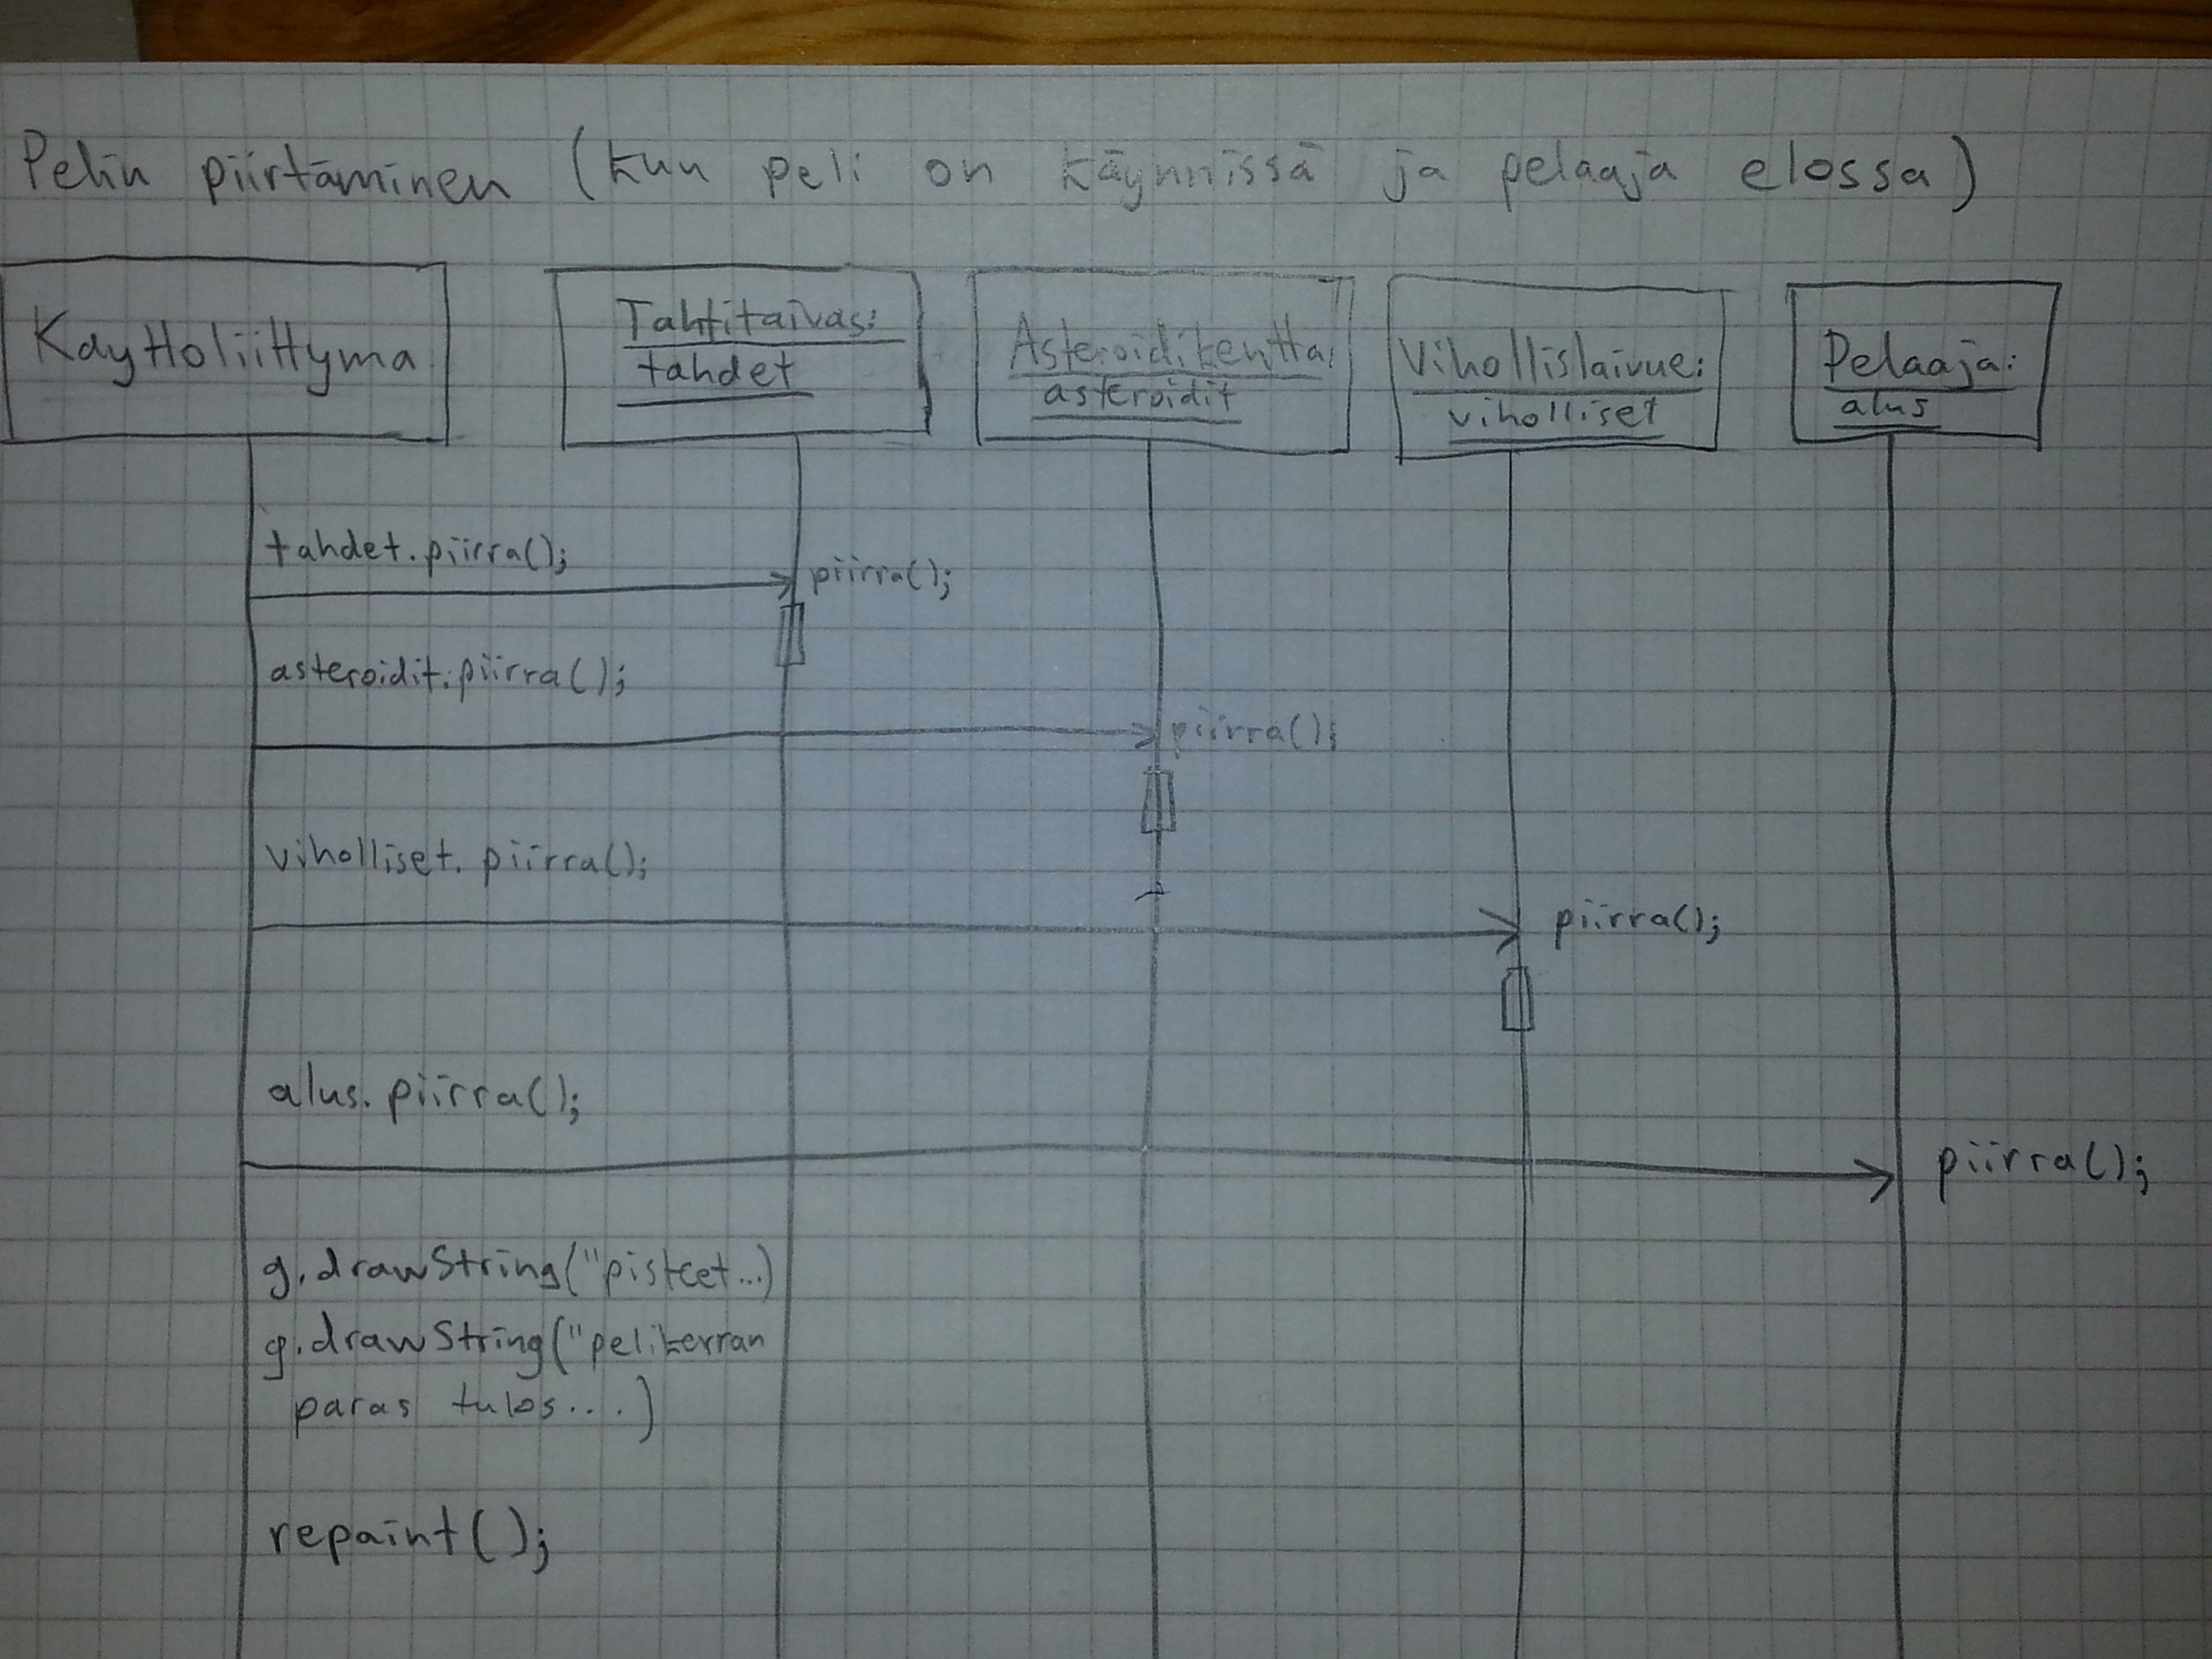 Pelin piirtäminen (kun peli on käynnissä ja pelaaja elossa)
Kayttoliittyma
Tahtitaivas:
tahdet
Asteroidikentta:
asteroidit
Vihollislaivue:
viholliset
Pelaaja:
alus
tahdet.piirra();
piirra();
asteroidit.piirra();
piirra();
viholliset.piirra();
piirra();
alus.piirra();
piirra();
g.drawString("pisteet...)
g.drawString("pelikerran
paras tulos....)
repaint();